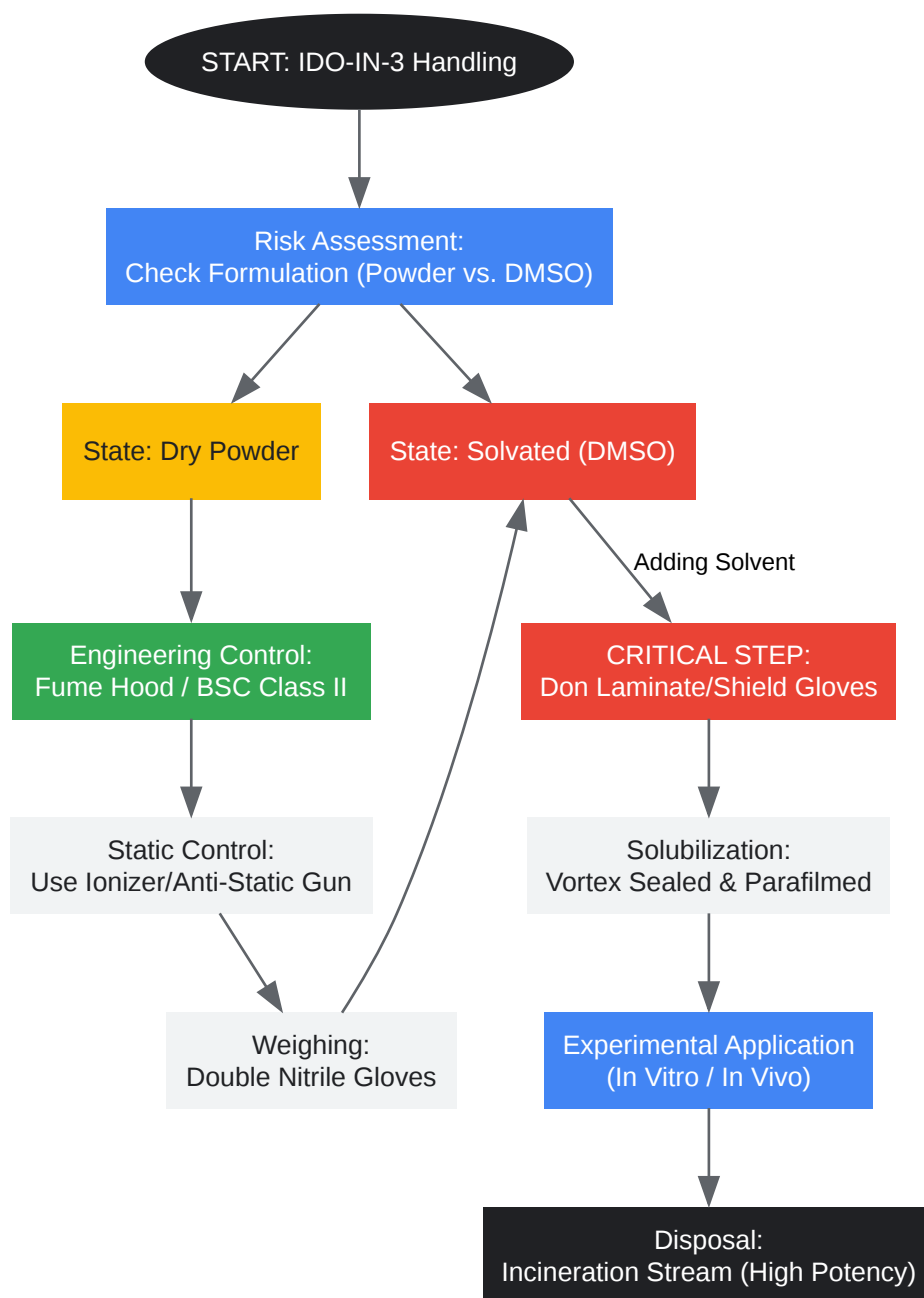 START: IDO-IN-3 Handling
Risk Assessment:
Check Formulation (Powder vs. DMSO)
State: Dry Powder
State: Solvated (DMSO)
Adding Solvent
Engineering Control:
Fume Hood / BSC Class II
CRITICAL STEP:
Don Laminate/Shield Gloves
Static Control:
Use Ionizer/Anti-Static Gun
Solubilization:
Vortex Sealed & Parafilmed
Weighing:
Double Nitrile Gloves
Experimental Application
(In Vitro / In Vivo)
Disposal:
Incineration Stream (High Potency)